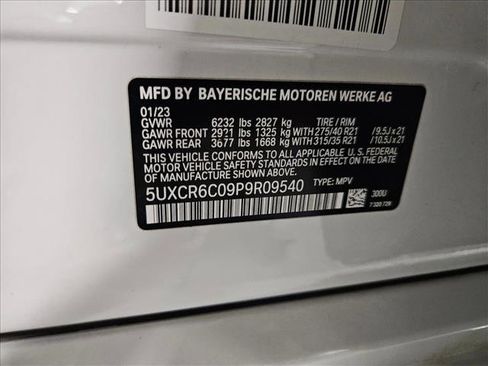 MFD BY BAYERISCHE MOTOREN WERKE AG
01/23
GVWR 6232 lbs 2827 kg TIRE / RIM
GAWR FRONT lbs 1325 kg WITH 275/40 R21 / 9.5J x 21
GAWR REAR 3677 lbs 1668 kg WITH 315/35 R21 / 10.5J x 21
THIS VEHICLE CONFORMS TO ALL APPLICABLE U.S. FEDERAL
MOTOR VEHICLE SAFETY STANDARDS IN EFFECT ON THE DATE
OF MANUFACTURE SHOWN ABOVE.
5UXCR6C09P9R09540 TYPE: MPV
300U